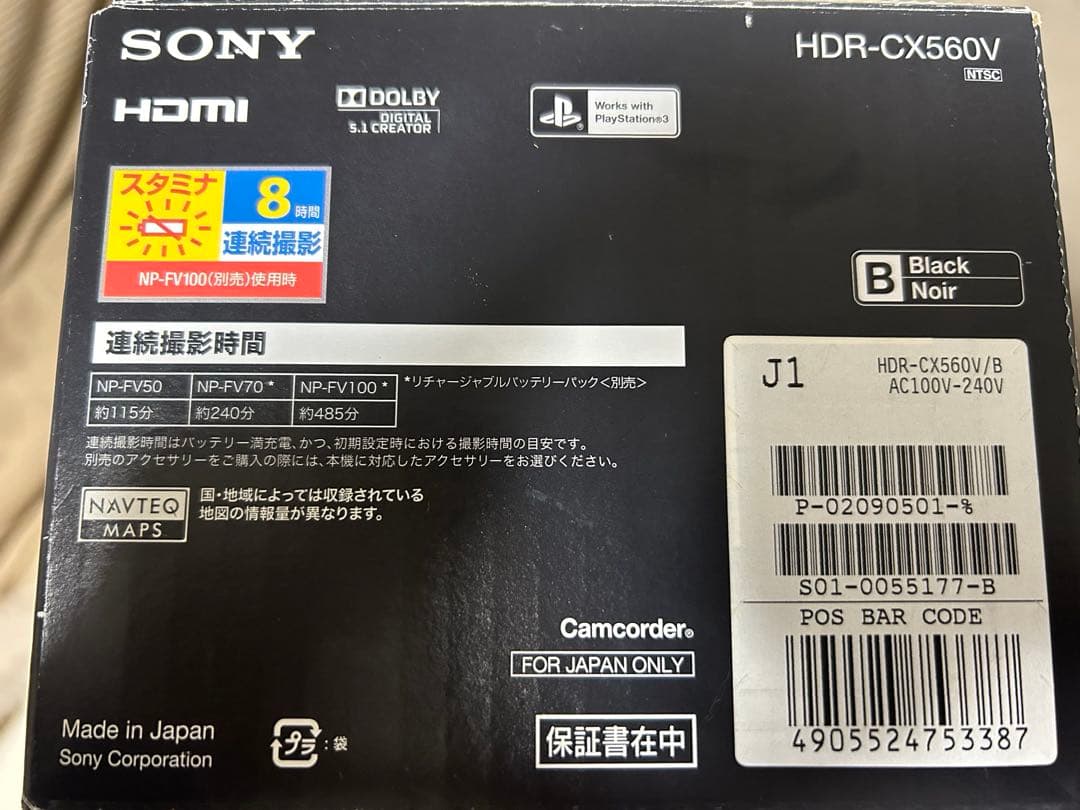 SONY
HDR-CX560V
NTSC
HDMI
DOLBY
DIGITAL
5.1 CREATOR
Works with
PlayStation®3
スタミナ
8時間
連続撮影
NP-FV100(別売)使用時
B Black
Noir
連続撮影時間
NP-FV50 NP-FV70* NP-FV100* *リチャージャブルバッテリーパック<別売>
約115分 約240分 約485分
連続撮影時間はバッテリー満充電、かつ、初期設定時における撮影時間の目安です。
別売のアクセサリーをご購入の際には、本機に対応したアクセサリーをお選びください。
NAVTEQ
MAPS
国・地域によっては収録されている
地図の情報量が異なります。
J1
HDR-CX560V/B
AC100V-240V
P-02090501-%
S01-0055177-B
POS BAR CODE
4905524753387
Camcorder®
FOR JAPAN ONLY
Made in Japan
Sony Corporation
プラ:袋
保証書在中